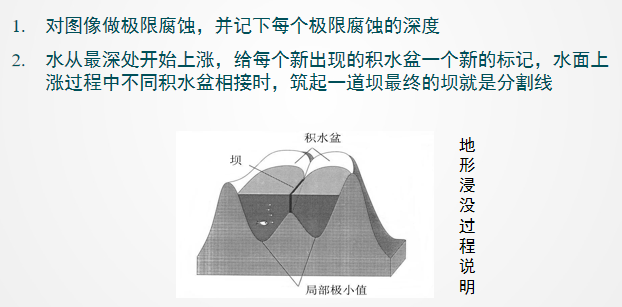 1. 对图像做极限腐蚀，并记下每个极限腐蚀的深度
2. 水从最深处开始上涨，给每个新出现的积水盆一个新的标记，水面上
涨过程中不同积水盆相接时，筑起一道坝最终的坝就是分割线
积水盆
坝
局部极小值
地形浸没过程说明